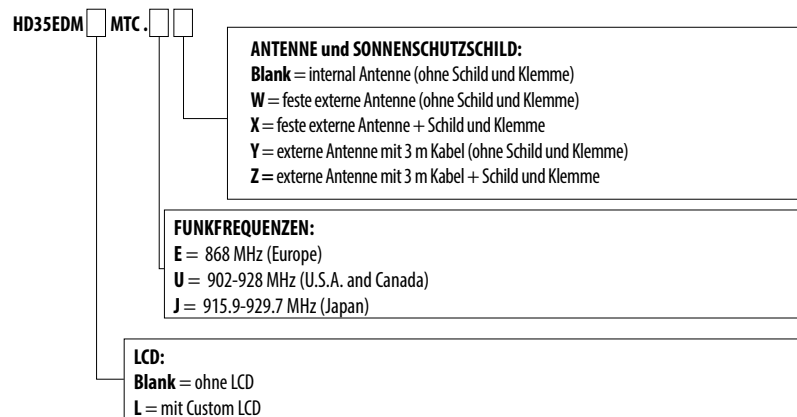 HD35EDM MTC .
ANTENNE und SONNENSCHUTZSCHILD:
Blank = internal Antenne (ohne Schild und Klemme)
W = feste externe Antenne (ohne Schild und Klemme)
X = feste externe Antenne + Schild und Klemme
Y = externe Antenne mit 3 m Kabel (ohne Schild und Klemme)
Z = externe Antenne mit 3 m Kabel + Schild und Klemme
FUNKFREQUENZEN:
E = 868 MHz (Europe)
U = 902-928 MHz (U.S.A. and Canada)
J = 915.9-929.7 MHz (Japan)
LCD:
Blank = ohne LCD
L = mit Custom LCD